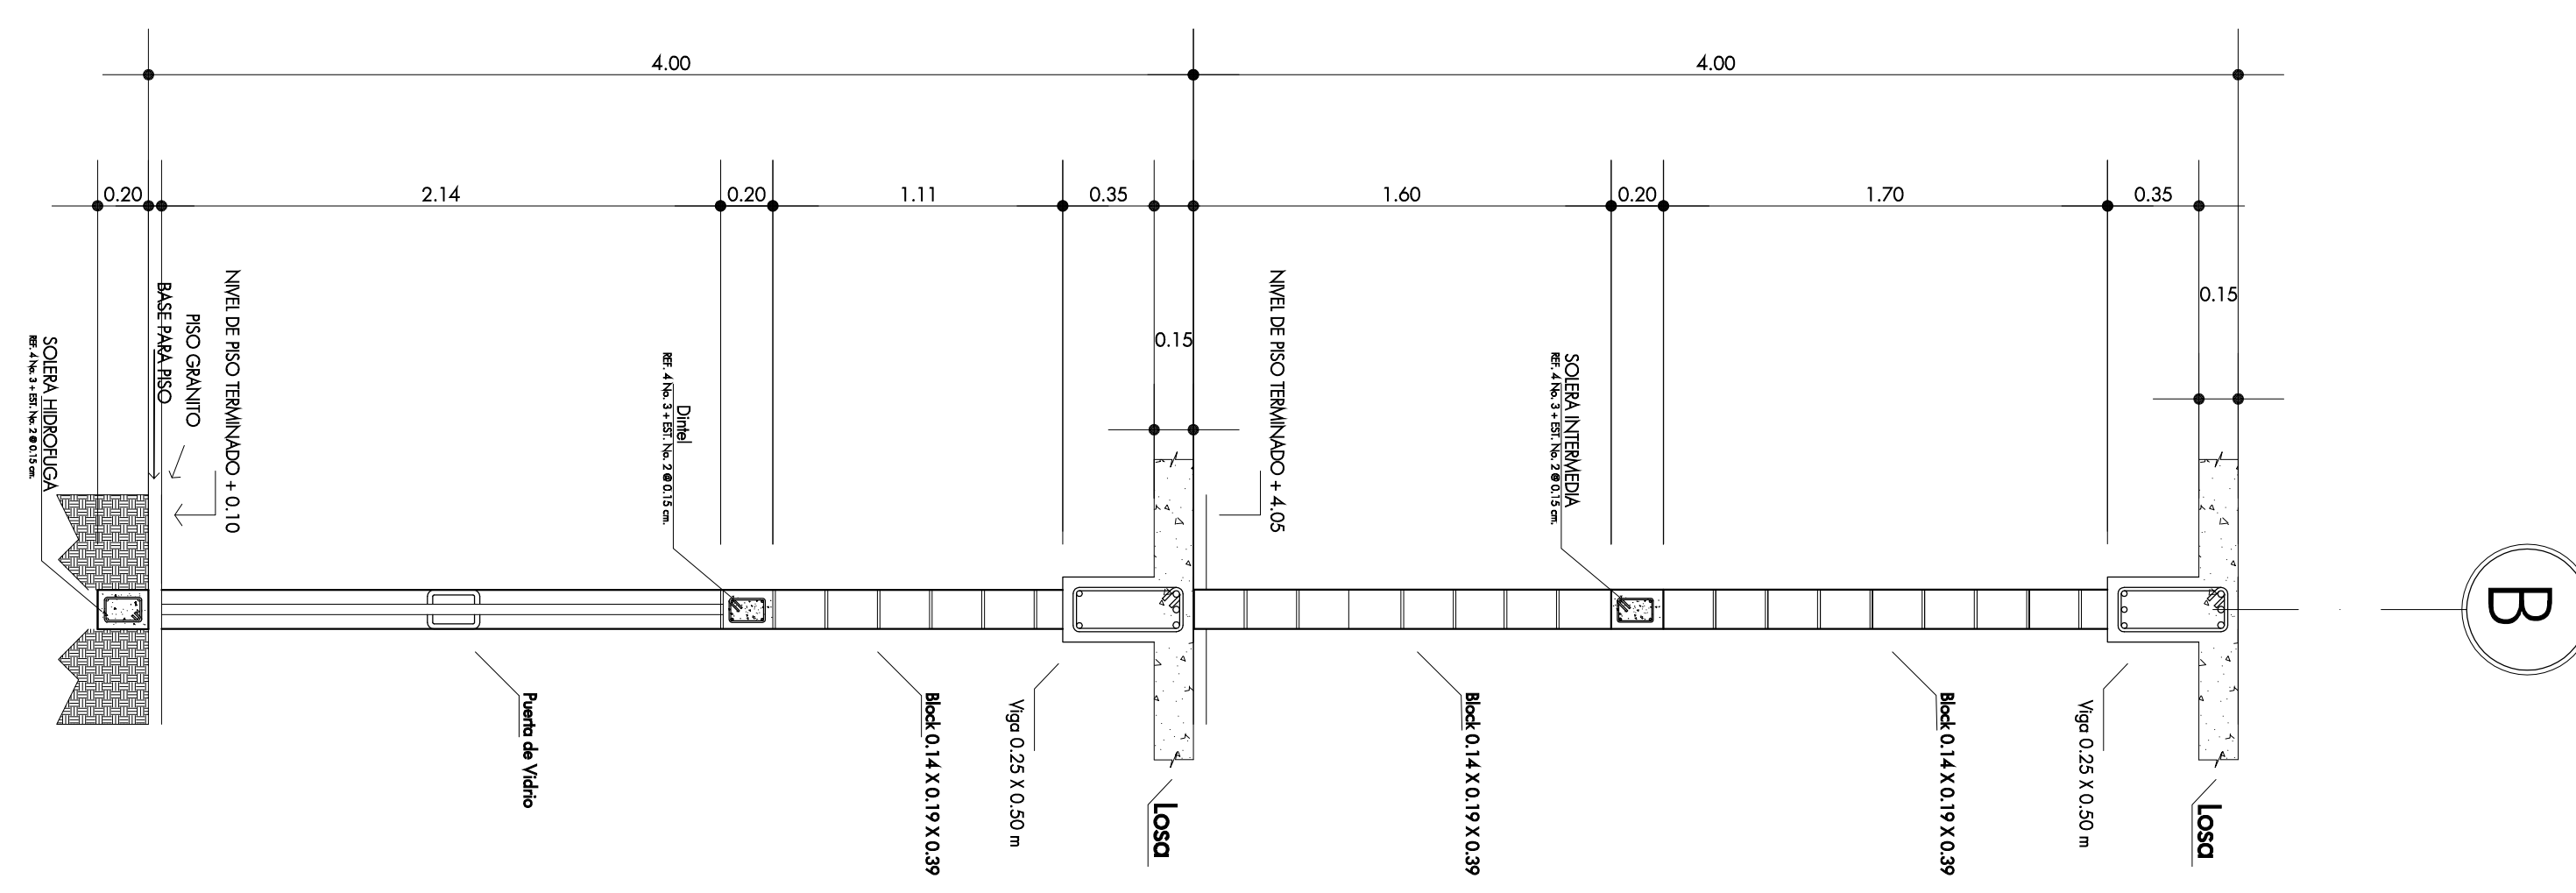 4.00
4.00
0.20
2.14
0.20
1.11
0.35
1.60
0.20
1.70
0.35
0.15
0.15
NIVEL DE PISO TERMINADO + 0.10
PISO GRANITO
BASE PARA PISO
SOLERA HIDROFUGA
REF. 4 No. 3 + EST. No. 2 @ 0.15 cm.
Dintel
REF. 4 No. 3 + EST. No. 2 @ 0.15 cm.
NIVEL DE PISO TERMINADO + 4.05
SOLERA INTERMEDIA
REF. 4 No. 3 + EST. No. 2 @ 0.15 cm.
B
Puerta de Vidrio
Block 0.14 X 0.19 X 0.39
Viga 0.25 X 0.50 m
Losa
Block 0.14 X 0.19 X 0.39
Block 0.14 X 0.19 X 0.39
Viga 0.25 X 0.50 m
Losa